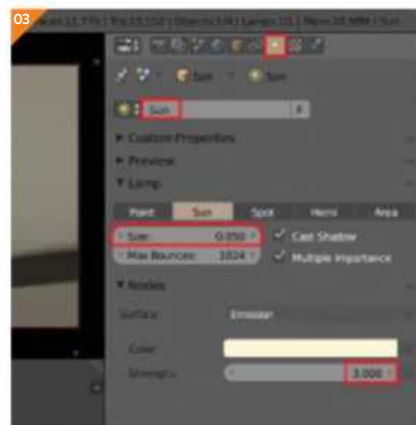 03
Sun Sun
Sun F
Custom Properties
Preview
Lamp
Point Sun Spot Hemi Area
Size: 0.050 Cast Shadow
Max Bounces: 1024 Multiple Importance
Nodes
Surface: Emission
Color:
Strength: 3.000